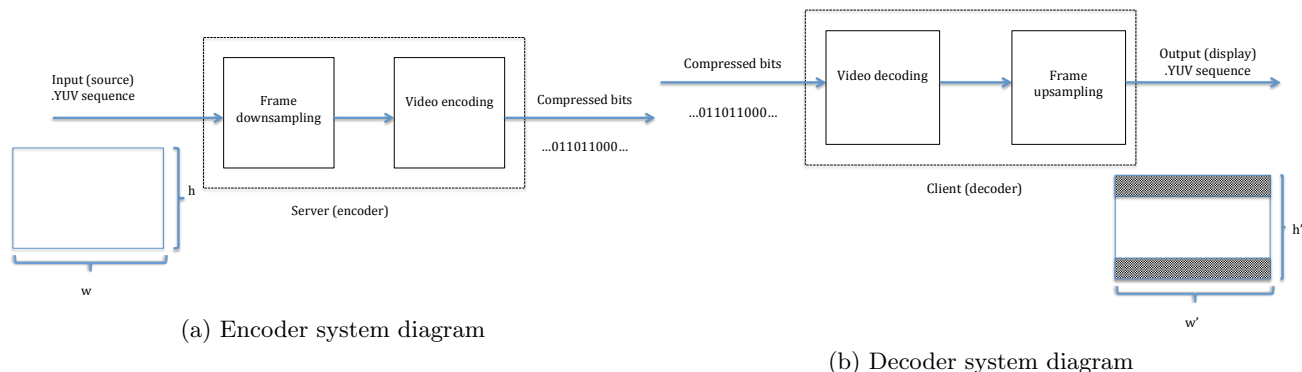 Input (source)
.YUV sequence
Frame
downsampling
Video encoding
Compressed bits
...011011000...
Server (encoder)
h
w
(a) Encoder system diagram
Compressed bits
...011011000...
Video decoding
Frame
upsampling
Output (display)
.YUV sequence
Client (decoder)
h'
w'
(b) Decoder system diagram